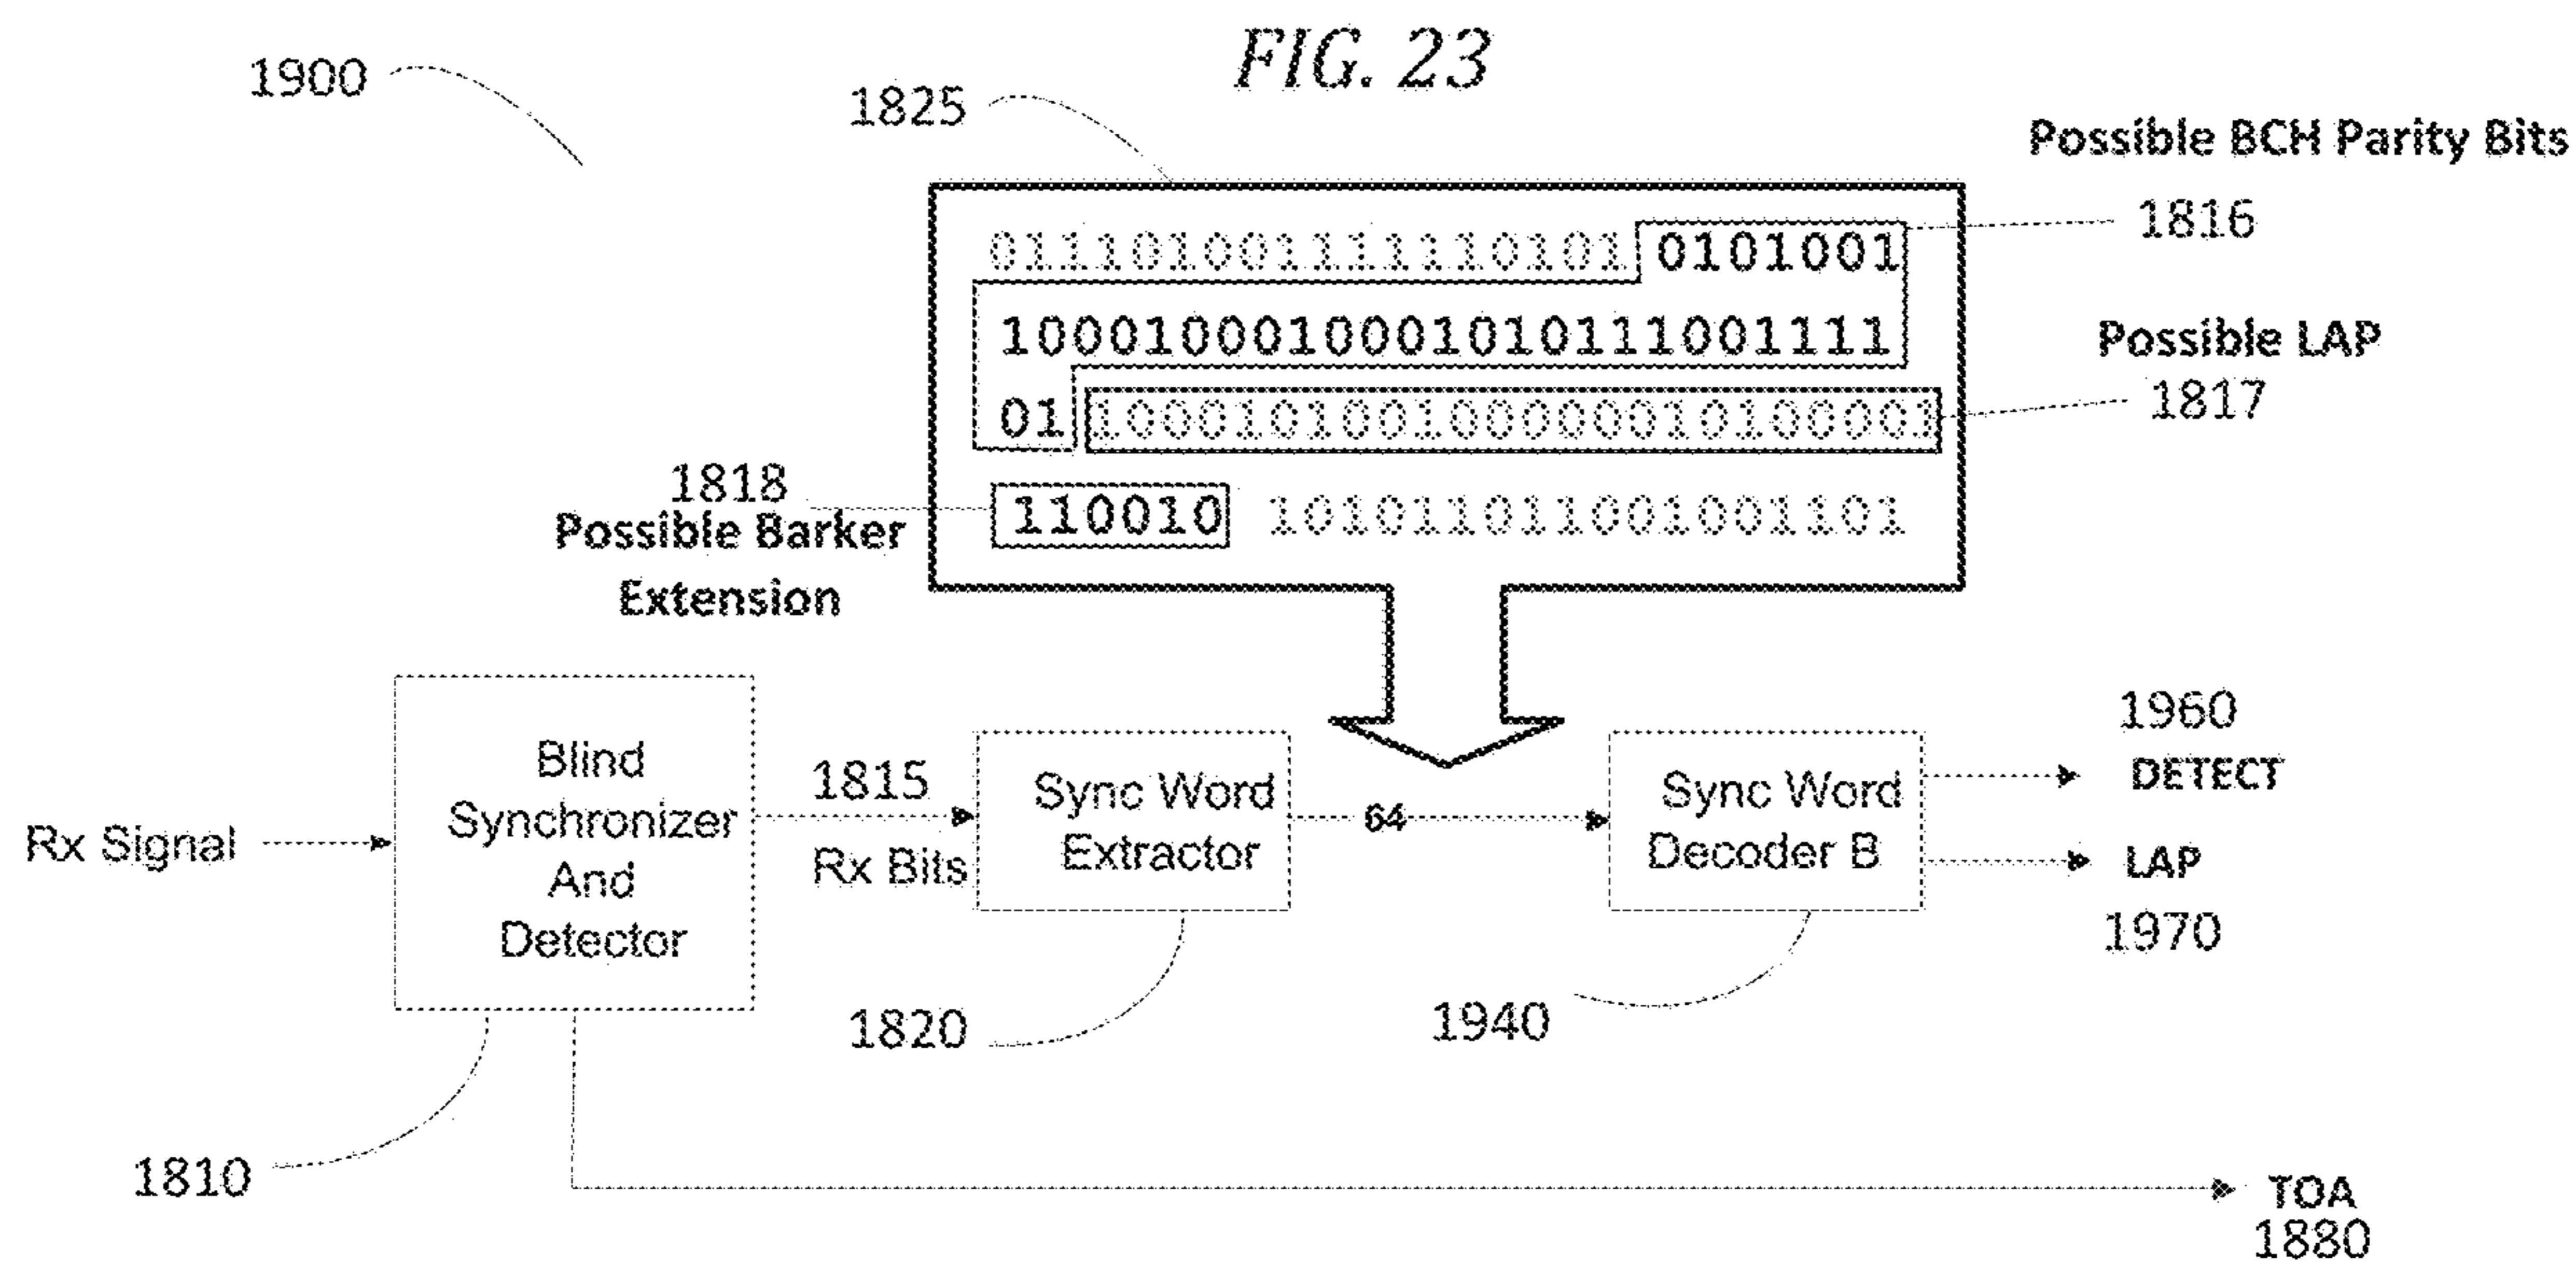 FIG. 23
1900
1825
Possible BCH Parity Bits
1816
011101001111110101 0101001
1000100010001010111001111
Possible LAP
1817
01 100010100100000010100001
1818
Possible Barker
Extension
110010 101011011001001101
Rx Signal
Blind
Synchronizer
And
Detector
1815
Rx Bits
Sync Word
Extractor
64
Sync Word
Decoder B
1960
DETECT
LAP
1970
1810
1820
1940
TOA
1880